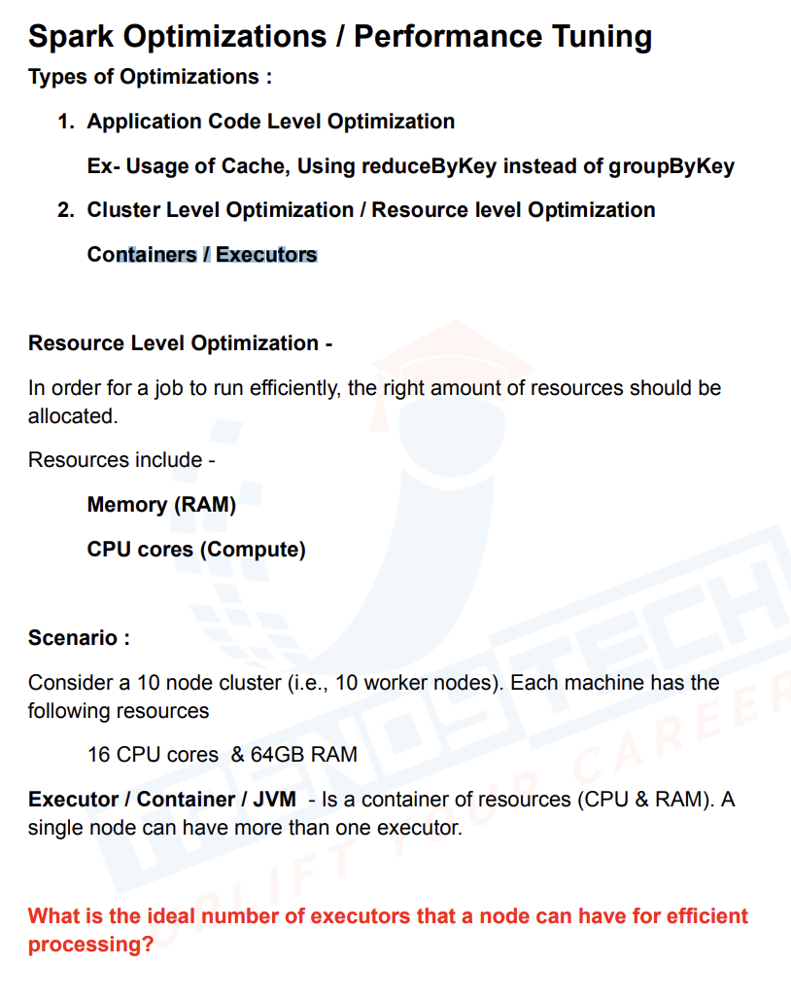 Spark Optimizations / Performance Tuning
Types of Optimizations :
1. Application Code Level Optimization
Ex- Usage of Cache, Using reduceByKey instead of groupByKey
2. Cluster Level Optimization / Resource level Optimization
Containers / Executors
Resource Level Optimization -
In order for a job to run efficiently, the right amount of resources should be
allocated.
Resources include -
Memory (RAM)
CPU cores (Compute)
Scenario :
Consider a 10 node cluster (i.e., 10 worker nodes). Each machine has the
following resources
16 CPU cores & 64GB RAM
Executor / Container / JVM - Is a container of resources (CPU & RAM). A
single node can have more than one executor.
What is the ideal number of executors that a node can have for efficient
processing?
TRENDSTECH
UPLIFT YOUR CAREER